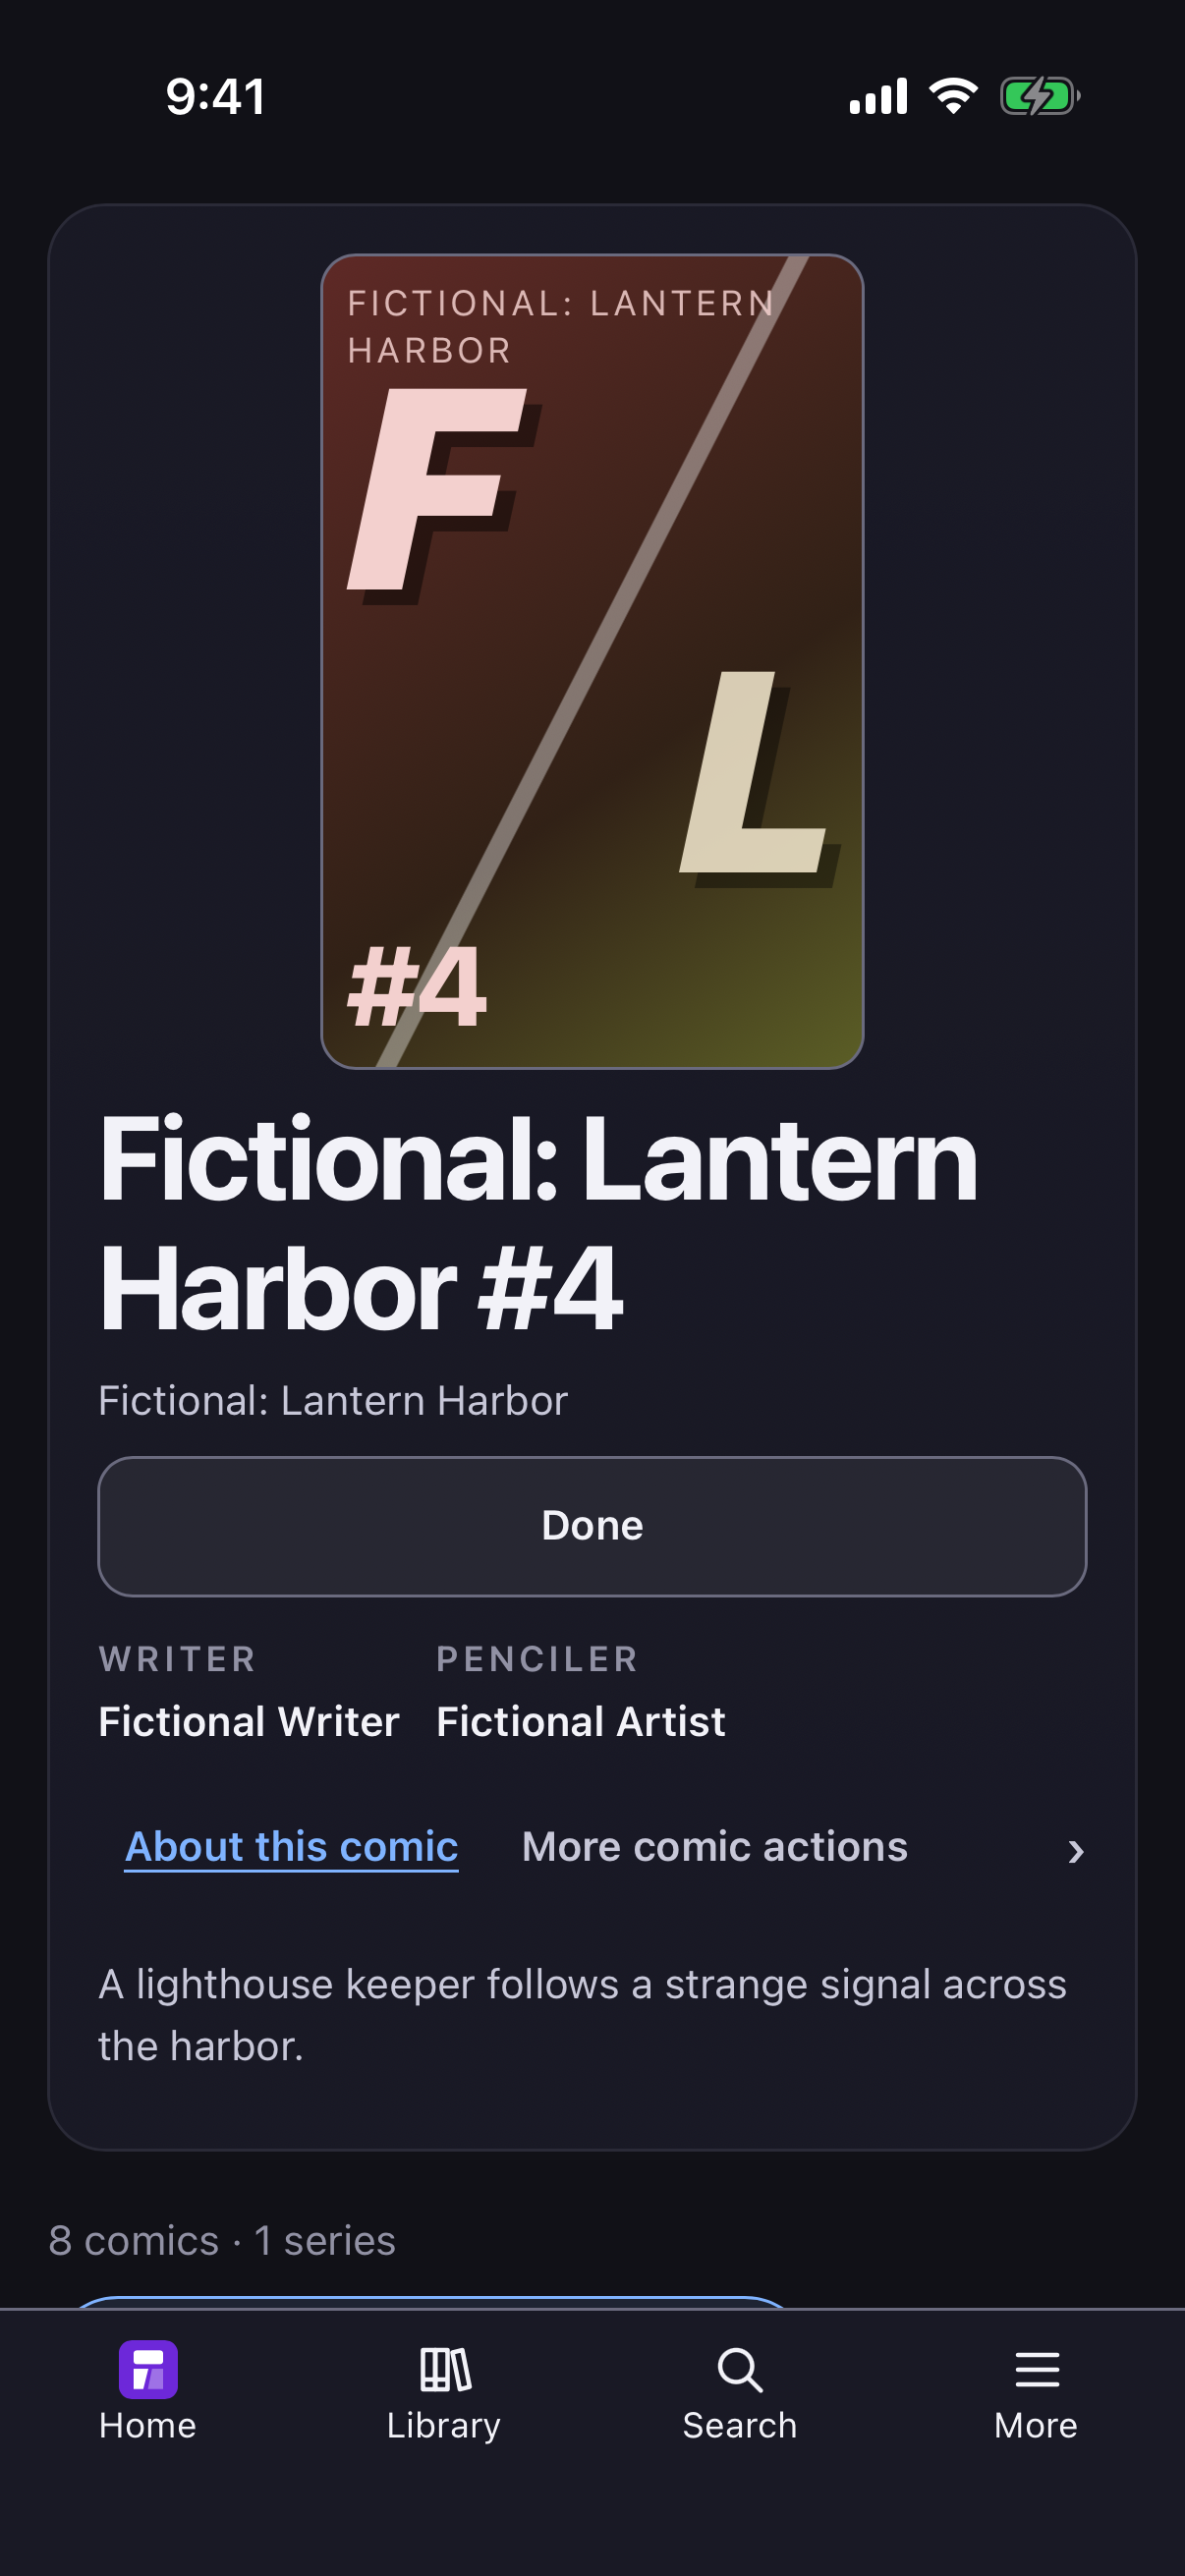 9:41
FICTIONAL: LANTERN
HARBOR
F
L
#4
Fictional: Lantern
Harbor #4
Fictional: Lantern Harbor
Done
WRITER PENCILER
Fictional Writer Fictional Artist
About this comic More comic actions ›
A lighthouse keeper follows a strange signal across
the harbor.
8 comics · 1 series
Home Library Search More